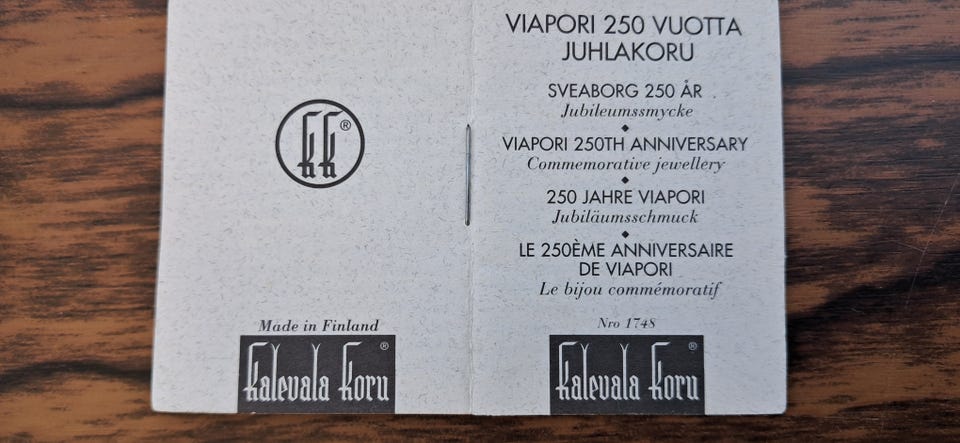 kk®
Made in Finland
Kalevala Koru®
VIAPORI 250 VUOTTA
JUHLAKORU
SVEABORG 250 ÅR
Jubileumssmycke
VIAPORI 250TH ANNIVERSARY
Commemorative jewellery
250 JAHRE VIAPORI
Jubiläumsschmuck
LE 250ÈME ANNIVERSAIRE
DE VIAPORI
Le bijou commémoratif
Nro 1748
Kalevala Koru®